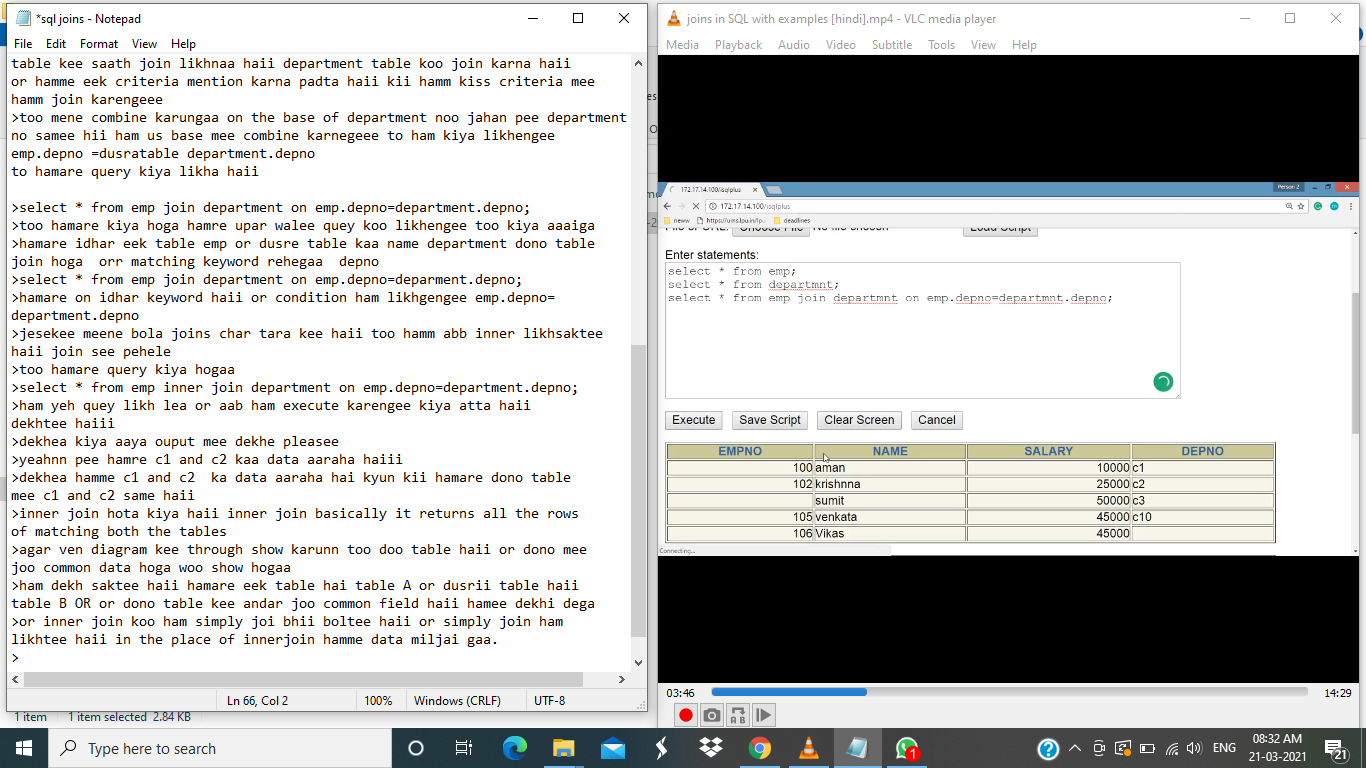 *sql joins - Notepad
File Edit Format View Help
table kee saath join likhnaa haii department table koo join karna haii
or hamme eek criteria mention karna padta haii kii hamm kiss criteria mee
hamm join karengeee
>too mene combine karungaa on the base of department noo jahan pee department
no samee hii ham us base mee combine karnegeee to ham kiya likhengee
emp.depno =dusratable department.depno
to hamare query kiya likha haii
>select * from emp join department on emp.depno=department.depno;
>too hamare kiya hoga hamre upar walee quey koo likhengee too kiya aaaiga
>hamare idhar eek table emp or dusre table kaa name department dono table
join hoga  orr matching keyword rehegaa  depno
>select * from emp join department on emp.depno=deparment.depno;
>hamare on idhar keyword haii or condition ham likhgengee emp.depno=
department.depno
>jesekee meene bola joins char tara kee haii too hamm abb inner likhsaktee
haii join see pehele
>too hamare query kiya hogaa
>select * from emp inner join department on emp.depno=department.depno;
>ham yeh quey likh lea or aab ham execute karengee kiya atta haii
dekhtee haiii
>dekhea kiya aaya ouput mee dekhe pleasee
>yeahnn pee hamre c1 and c2 kaa data aaraha haiii
>dekhea hamme c1 and c2  ka data aaraha hai kyun kii hamare dono table
mee c1 and c2 same haii
>inner join hota kiya haii inner join basically it returns all the rows
of matching both the tables
>agar ven diagram kee through show karunn too doo table haii or dono mee
joo common data hoga woo show hogaa
>ham dekh saktee haii hamare eek table hai table A or dusrii table haii
table B OR or dono table kee andar joo common field haii hamee dekhi dega
>or inner join koo ham simply joi bhii boltee haii or simply join ham
likhtee haii in the place of innerjoin hamme data miljai gaa.
>
Ln 66, Col 2 100% Windows (CRLF) UTF-8
1 item 1 item selected 2.84 KB
joins in SQL with examples [hindi].mp4 - VLC media player
Media Playback Audio Video Subtitle Tools View Help
172.17.14.100/isqlplus Person 2
172.17.14.100/isqlplus
neww https://ums.lpu.in/lpu deadlines
File or URL: Choose File No file chosen Load Script
Enter statements:
select * from emp;
select * from departmnt;
select * from emp join departmnt on emp.depno=departmnt.depno;
Execute Save Script Clear Screen Cancel
EMPNO NAME SALARY DEPNO
100 aman 10000 c1
102 krishnna 25000 c2
sumit 50000 c3
105 venkata 45000 c10
106 Vikas 45000
Connecting...
03:46 14:29
Type here to search
1
ENG
08:32 AM
21-03-2021
21